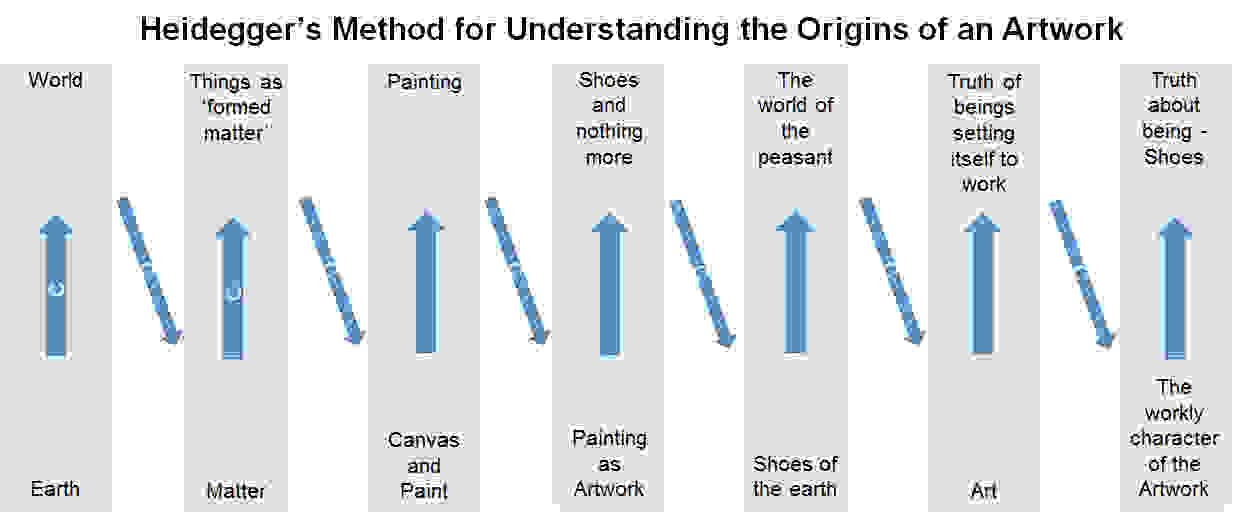 Heidegger's Method for Understanding the Origins of an Artwork
World
Things as
'formed
matter'
Painting
Shoes
and
nothing
more
The
world of
the
peasant
Truth of
beings
setting
itself to
work
Truth
about
being -
Shoes
Earth
Matter
Canvas
and
Paint
Painting
as
Artwork
Shoes of
the earth
Art
The
workly
character
of the
Artwork